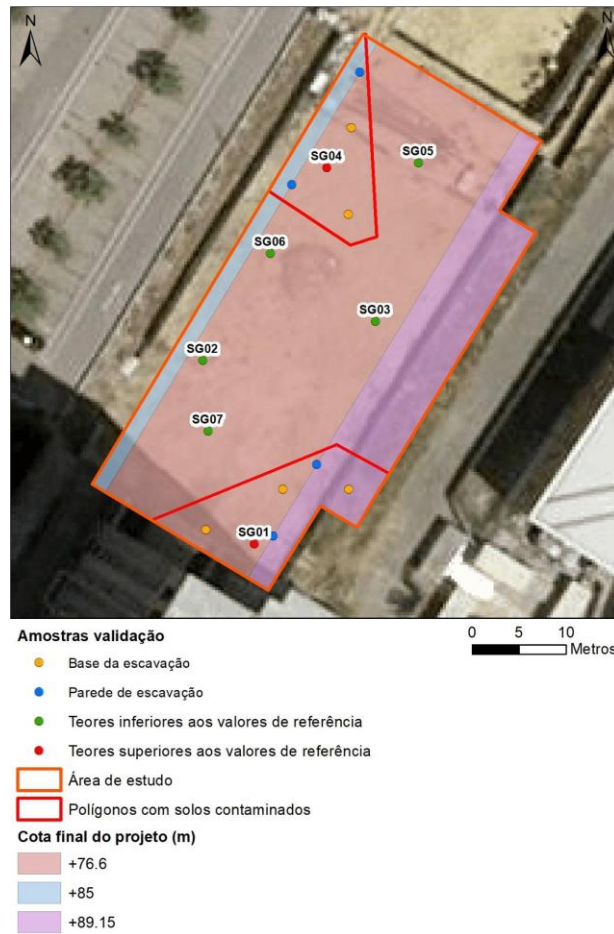 N
N
SG04
SG05
SG06
SG03
SG02
SG07
SG01
Amostras validação
0 5 10
Metros
Base da escavação
Parede de escavação
Teores inferiores aos valores de referência
Teores superiores aos valores de referência
Área de estudo
Polígonos com solos contaminados
Cota final do projeto (m)
+76.6
+85
+89.15